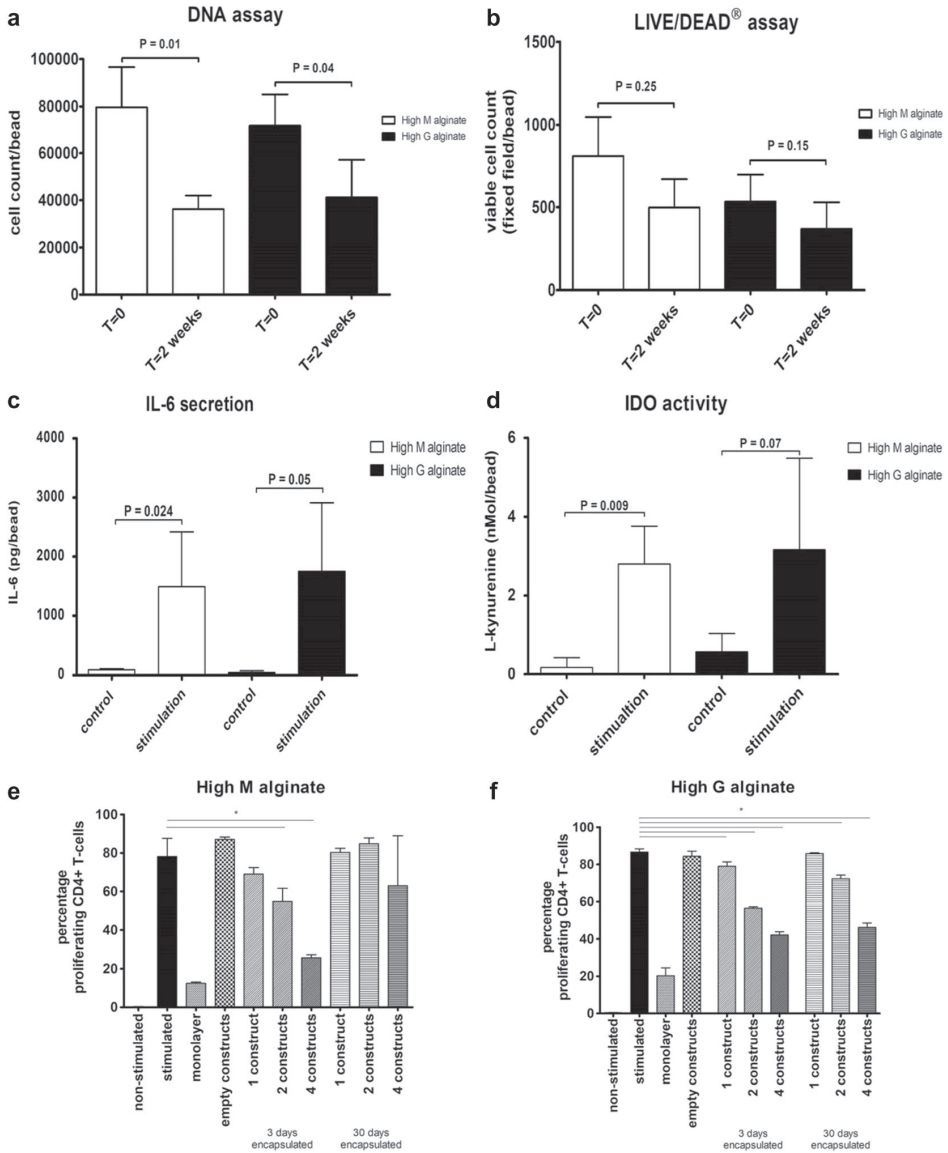 a
DNA assay
cell count/bead
100000
80000
60000
40000
20000
0
P = 0.01
P = 0.04
High M alginate
High G alginate
T=0
T=2 weeks
T=0
T=2 weeks
b
LIVE/DEAD® assay
viable cell count
(fixed field/bead)
1500
1000
500
0
P = 0.25
P = 0.15
High M alginate
High G alginate
T=0
T=2 weeks
T=0
T=2 weeks
c
IL-6 secretion
IL-6 (pg/bead)
4000
3000
2000
1000
0
P = 0.024
P = 0.05
High M alginate
High G alginate
control
stimulation
control
stimulation
d
IDO activity
L-kynurenine (nMol/bead)
6
4
2
0
P = 0.009
P = 0.07
High M alginate
High G alginate
control
stimualtion
control
stimulation
e
High M alginate
percentage
proliferating CD4+ T-cells
100
80
60
40
20
0
*
non-stimulated
stimulated
monolayer
empty constructs
1 construct
2 constructs
4 constructs
1 construct
2 constructs
4 constructs
3 days
encapsulated
30 days
encapsulated
f
High G alginate
percentage
proliferating CD4+ T-cells
100
80
60
40
20
0
*
non-stimulated
stimulated
monolayer
empty constructs
1 construct
2 constructs
4 constructs
1 construct
2 constructs
4 constructs
3 days
encapsulated
30 days
encapsulated